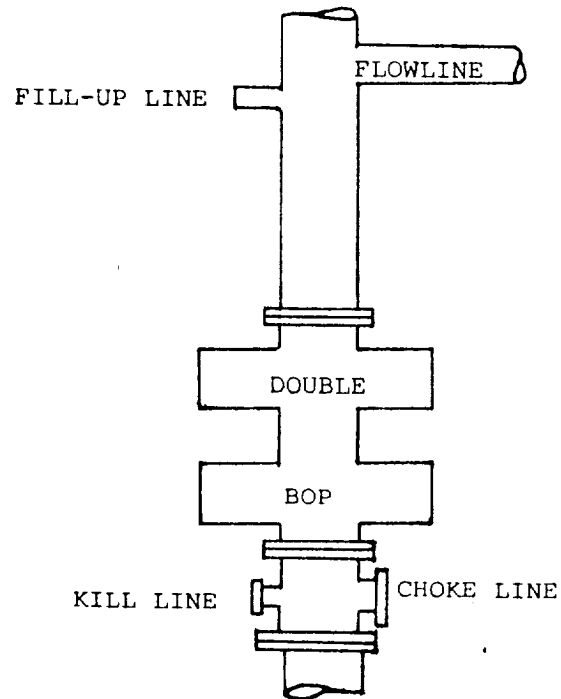 FLOWLINE
FILL-UP LINE
DOUBLE
BOP
KILL LINE
CHOKE LINE